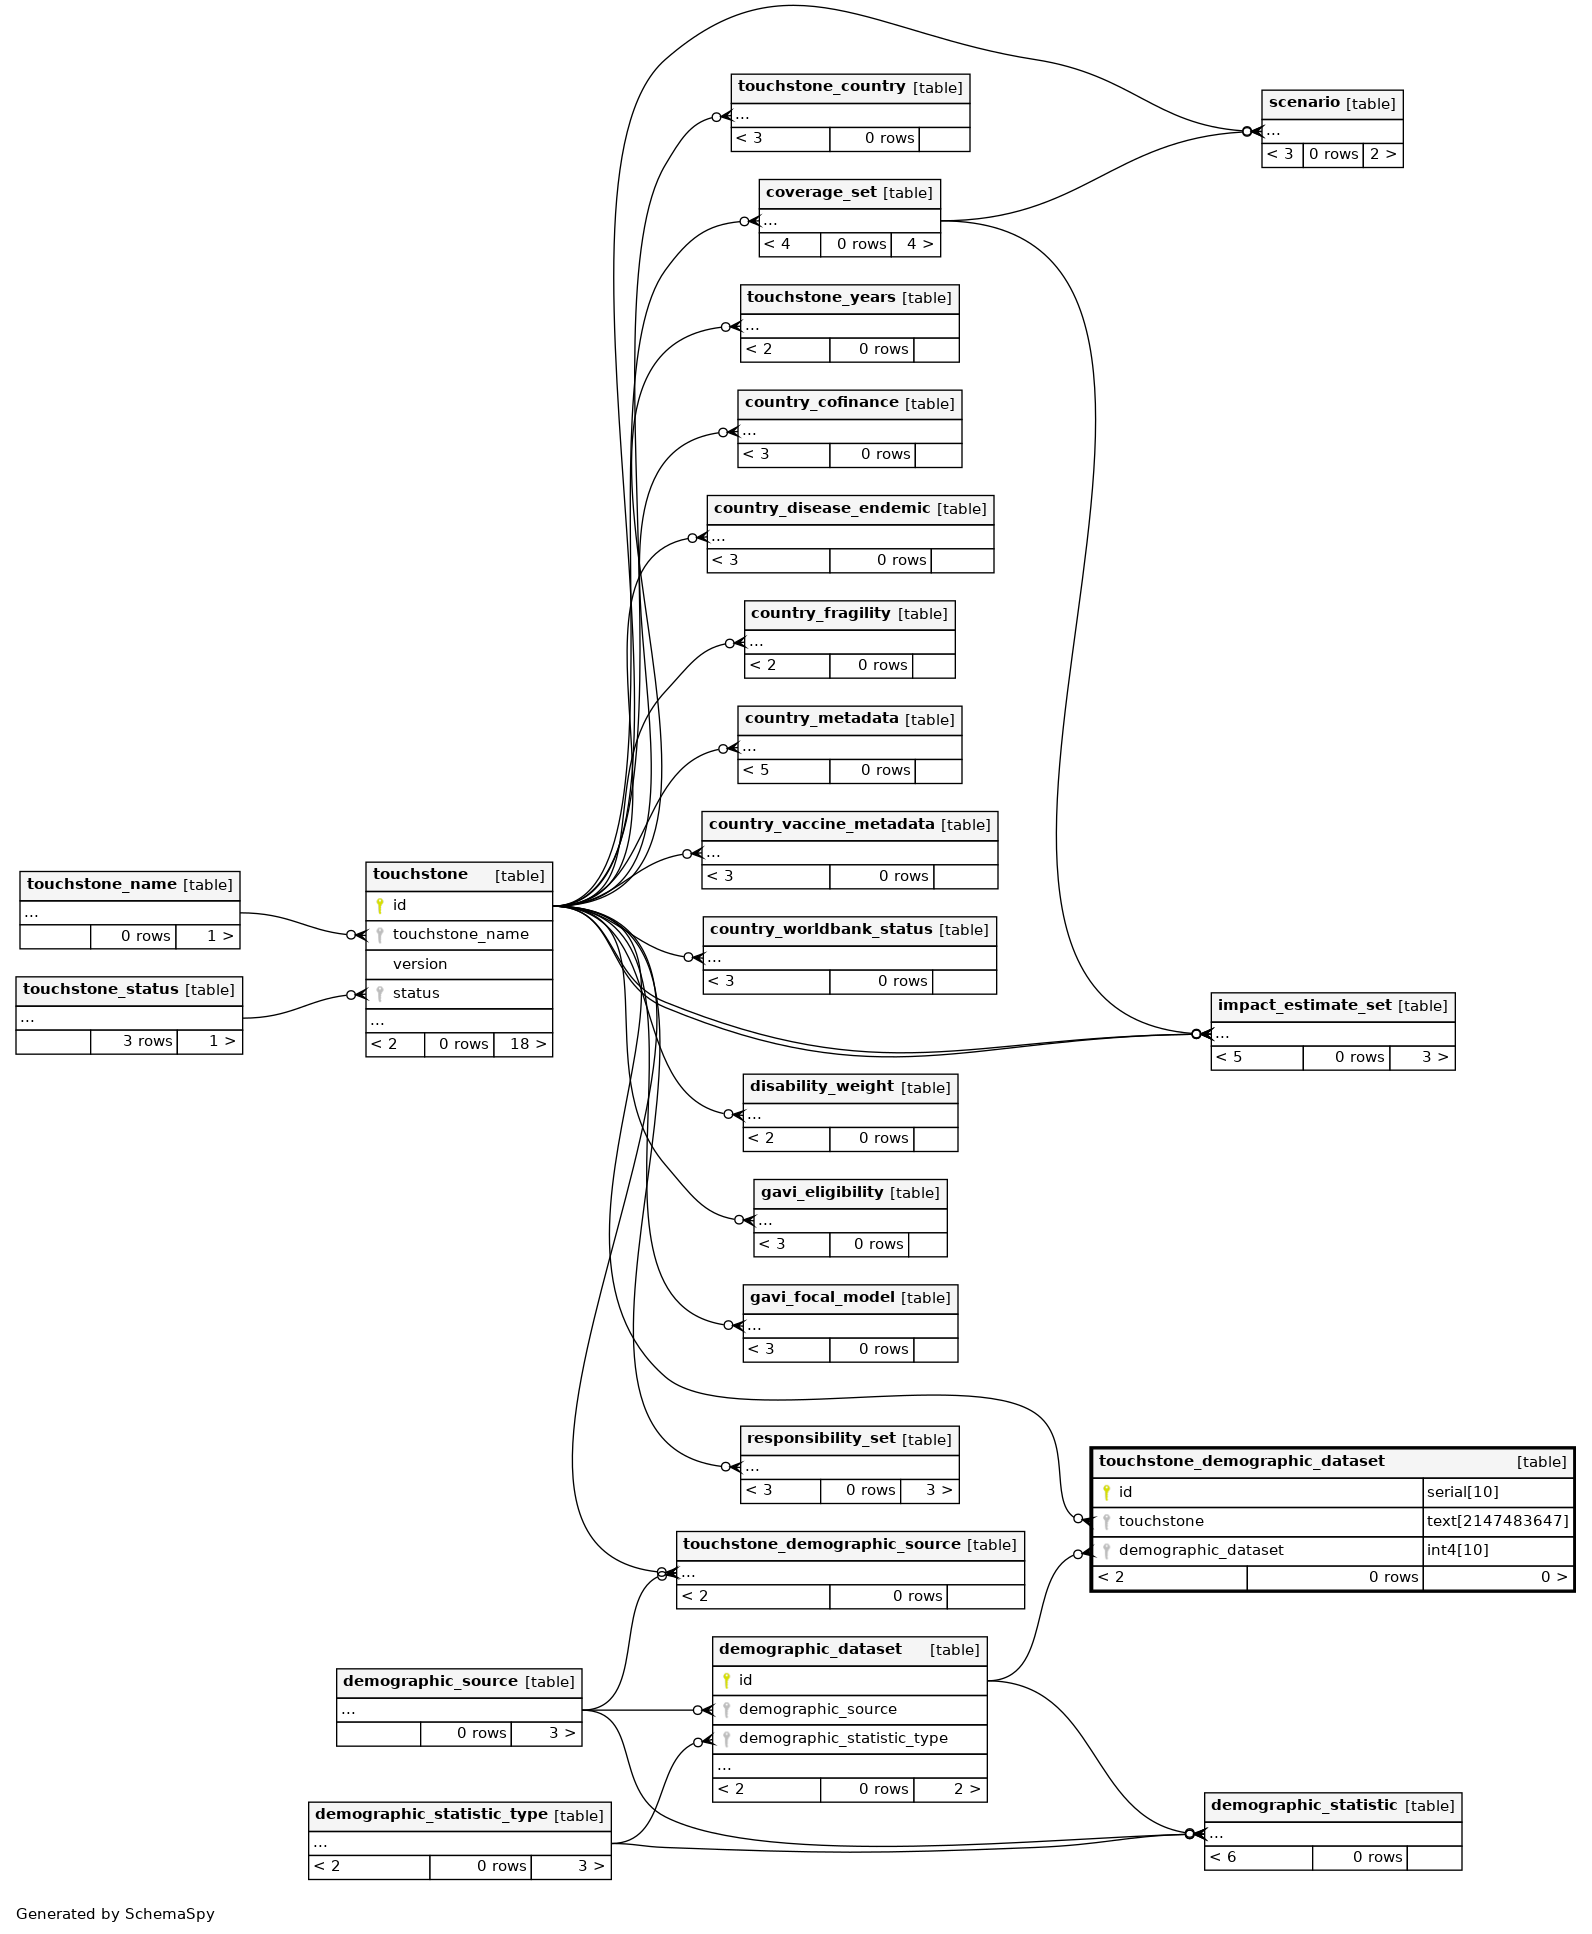 touchstone_country [table]
...
< 3 0 rows
scenario [table]
...
< 3 0 rows 2 >
coverage_set [table]
...
< 4 0 rows 4 >
touchstone_years [table]
...
< 2 0 rows
country_cofinance [table]
...
< 3 0 rows
country_disease_endemic [table]
...
< 3 0 rows
country_fragility [table]
...
< 2 0 rows
country_metadata [table]
...
< 5 0 rows
country_vaccine_metadata [table]
...
< 3 0 rows
touchstone_name [table]
...
0 rows 1 >
touchstone_status [table]
...
3 rows 1 >
touchstone [table]
id
touchstone_name
version
status
...
< 2 0 rows 18 >
country_worldbank_status [table]
...
< 3 0 rows
impact_estimate_set [table]
...
< 5 0 rows 3 >
disability_weight [table]
...
< 2 0 rows
gavi_eligibility [table]
...
< 3 0 rows
gavi_focal_model [table]
...
< 3 0 rows
responsibility_set [table]
...
< 3 0 rows 3 >
touchstone_demographic_dataset [table]
id serial[10]
touchstone text[2147483647]
demographic_dataset int4[10]
< 2 0 rows 0 >
touchstone_demographic_source [table]
...
< 2 0 rows
demographic_source [table]
...
0 rows 3 >
demographic_dataset [table]
id
demographic_source
demographic_statistic_type
...
< 2 0 rows 2 >
demographic_statistic_type [table]
...
< 2 0 rows 3 >
demographic_statistic [table]
...
< 6 0 rows
Generated by SchemaSpy